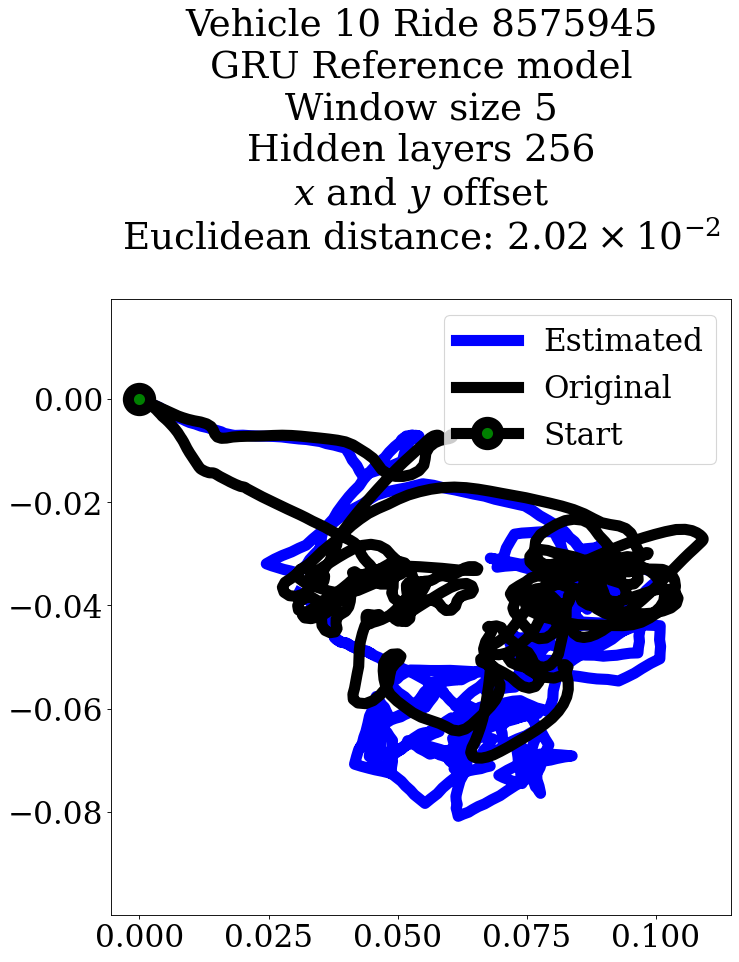 Vehicle 10 Ride 8575945
GRU Reference model
Window size 5
Hidden layers 256
x and y offset
Euclidean distance: 2.02 × 10⁻²
Estimated
Original
Start
0.00
−0.02
−0.04
−0.06
−0.08
0.000 0.025 0.050 0.075 0.100